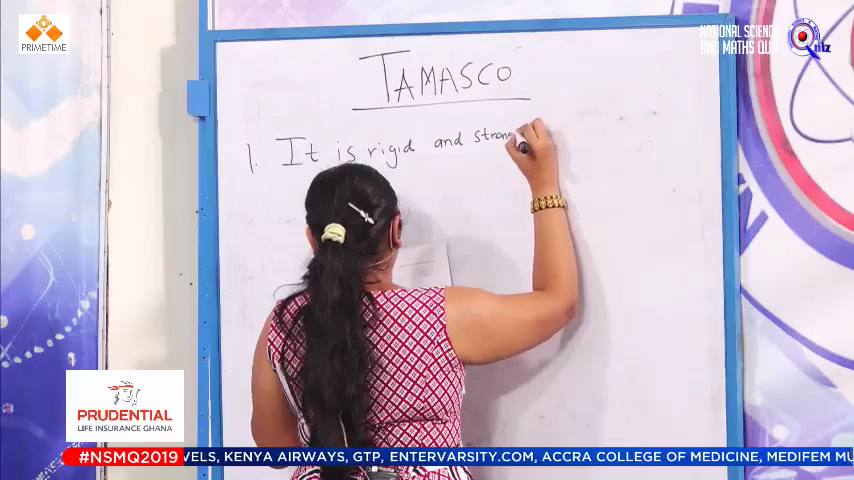 PRIMETIME
NATIONAL SCIENCE
AND MATHS QUIZ
Quiz
TAMASCO
1. It is rigid and strong
PRUDENTIAL
LIFE INSURANCE GHANA
#NSMQ2019
VELS, KENYA AIRWAYS, GTP, ENTERVARSITY.COM, ACCRA COLLEGE OF MEDICINE, MEDIFEM MU